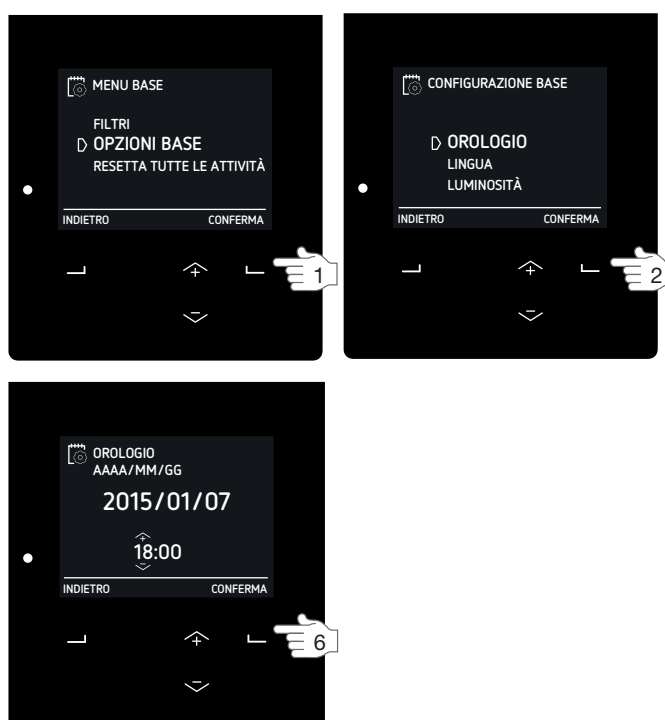 MENU BASE
FILTRI
OPZIONI BASE
RESETTA TUTTE LE ATTIVITÀ
INDIETRO CONFERMA
1
CONFIGURAZIONE BASE
OROLOGIO
LINGUA
LUMINOSITÀ
INDIETRO CONFERMA
2
OROLOGIO
AAAA/MM/GG
2015/01/07
18:00
INDIETRO CONFERMA
6